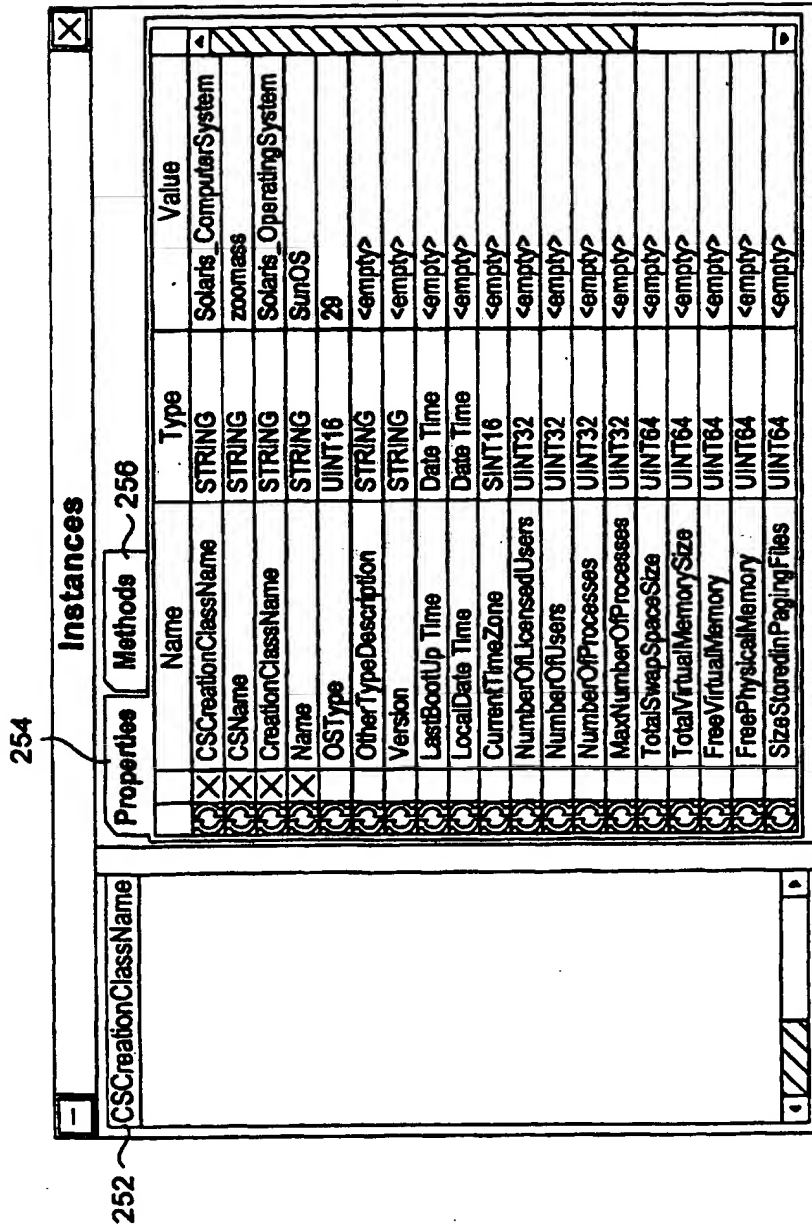 254
Instances
252 CSCreationClassName
Properties Methods 256
Name Type Value
CSCreationClassName STRING Solaris_ComputerSystem
CSName STRING zoomass
CreationClassName STRING Solaris_OperatingSystem
Name STRING SunOS
OSType UINT16 29
OtherTypeDescription STRING <empty>
Version STRING <empty>
LastBootUp Time Date Time <empty>
LocalDate Time Date Time <empty>
CurrentTimeZone SINT16 <empty>
NumberOfLicensedUsers UINT32 <empty>
NumberOfUsers UINT32 <empty>
NumberOfProcesses UINT32 <empty>
MaxNumberOfProcesses UINT32 <empty>
TotalSwapSpaceSize UINT64 <empty>
TotalVirtualMemorySize UINT64 <empty>
FreeVirtualMemory UINT64 <empty>
FreePhysicalMemory UINT64 <empty>
SizeStoredInPagingFiles UINT64 <empty>